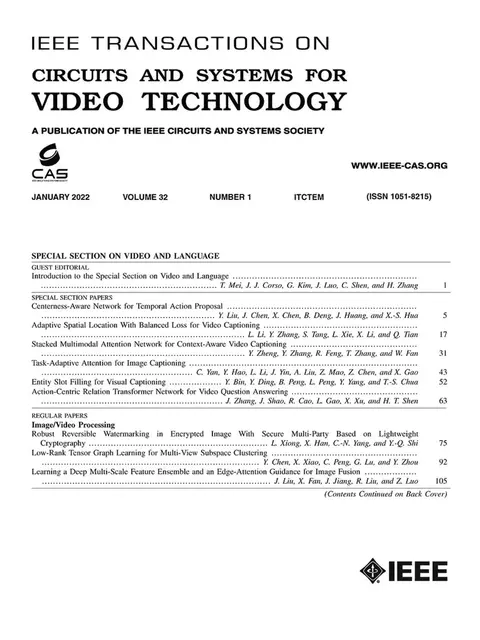 IEEE TRANSACTIONS ON
CIRCUITS AND SYSTEMS FOR
VIDEO TECHNOLOGY
A PUBLICATION OF THE IEEE CIRCUITS AND SYSTEMS SOCIETY
CAS
WWW.IEEE-CAS.ORG
JANUARY 2022 VOLUME 32 NUMBER 1 ITCTEM (ISSN 1051-8215)
SPECIAL SECTION ON VIDEO AND LANGUAGE
GUEST EDITORIAL
Introduction to the Special Section on Video and Language
T. Mei, J. J. Corso, G. Kim, J. Luo, C. Shen, and H. Zhang 1
SPECIAL SECTION PAPERS
Centerness-Aware Network for Temporal Action Proposal
Y. Liu, J. Chen, X. Chen, B. Deng, J. Huang, and X.-S. Hua 5
Adaptive Spatial Location With Balanced Loss for Video Captioning
L. Li, Y. Zhang, S. Tang, L. Xie, X. Li, and Q. Tian 17
Stacked Multimodal Attention Network for Context-Aware Video Captioning
Y. Zheng, Y. Zhang, R. Feng, T. Zhang, and W. Fan 31
Task-Adaptive Attention for Image Captioning
C. Yan, Y. Hao, L. Li, J. Yin, A. Liu, Z. Mao, Z. Chen, and X. Gao 43
Entity Slot Filling for Visual Captioning Y. Bin, Y. Ding, B. Peng, L. Peng, Y. Yang, and T.-S. Chua 52
Action-Centric Relation Transformer Network for Video Question Answering
J. Zhang, J. Shao, R. Cao, L. Gao, X. Xu, and H. T. Shen 63
REGULAR PAPERS
Image/Video Processing
Robust Reversible Watermarking in Encrypted Image With Secure Multi-Party Based on Lightweight
Cryptography L. Xiong, X. Han, C.-N. Yang, and Y.-Q. Shi 75
Low-Rank Tensor Graph Learning for Multi-View Subspace Clustering
Y. Chen, X. Xiao, C. Peng, G. Lu, and Y. Zhou 92
Learning a Deep Multi-Scale Feature Ensemble and an Edge-Attention Guidance for Image Fusion
J. Liu, X. Fan, J. Jiang, R. Liu, and Z. Luo 105
(Contents Continued on Back Cover)
IEEE